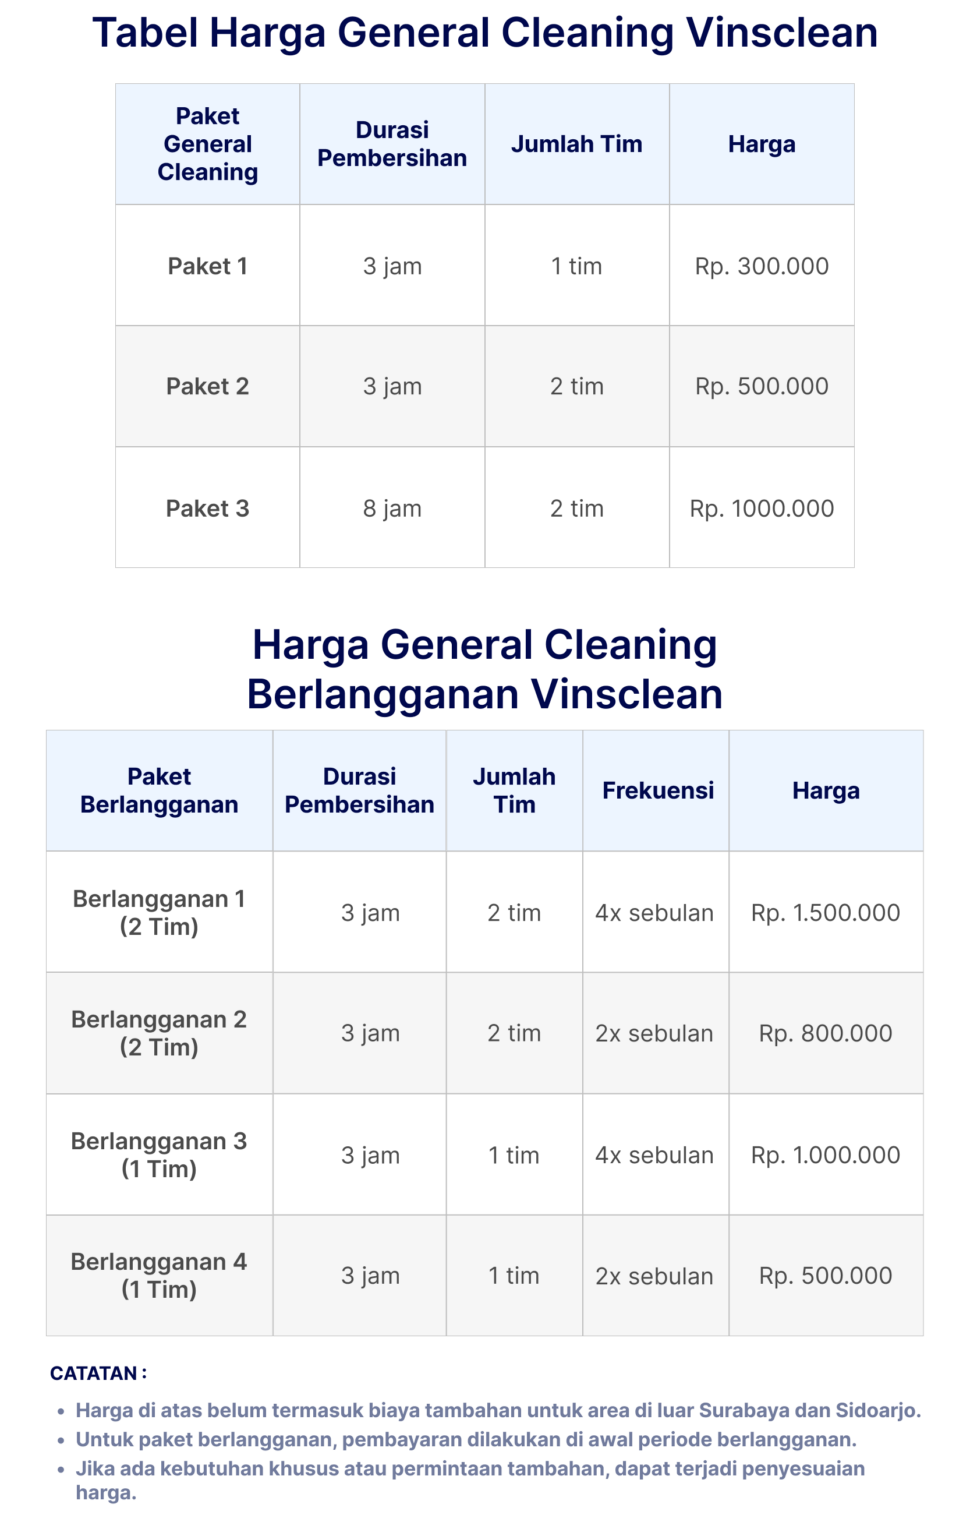 Tabel Harga General Cleaning Vinsclean
Paket
General
Cleaning
Durasi
Pembersihan
Jumlah Tim
Harga
Paket 1
3 jam
1 tim
Rp. 300.000
Paket 2
3 jam
2 tim
Rp. 500.000
Paket 3
8 jam
2 tim
Rp. 1000.000
Harga General Cleaning
Berlangganan Vinsclean
Paket
Berlangganan
Durasi
Pembersihan
Jumlah
Tim
Frekuensi
Harga
Berlangganan 1
(2 Tim)
3 jam
2 tim
4x sebulan
Rp. 1.500.000
Berlangganan 2
(2 Tim)
3 jam
2 tim
2x sebulan
Rp. 800.000
Berlangganan 3
(1 Tim)
3 jam
1 tim
4x sebulan
Rp. 1.000.000
Berlangganan 4
(1 Tim)
3 jam
1 tim
2x sebulan
Rp. 500.000
CATATAN :
• Harga di atas belum termasuk biaya tambahan untuk area di luar Surabaya dan Sidoarjo.
• Untuk paket berlangganan, pembayaran dilakukan di awal periode berlangganan.
• Jika ada kebutuhan khusus atau permintaan tambahan, dapat terjadi penyesuaian
harga.